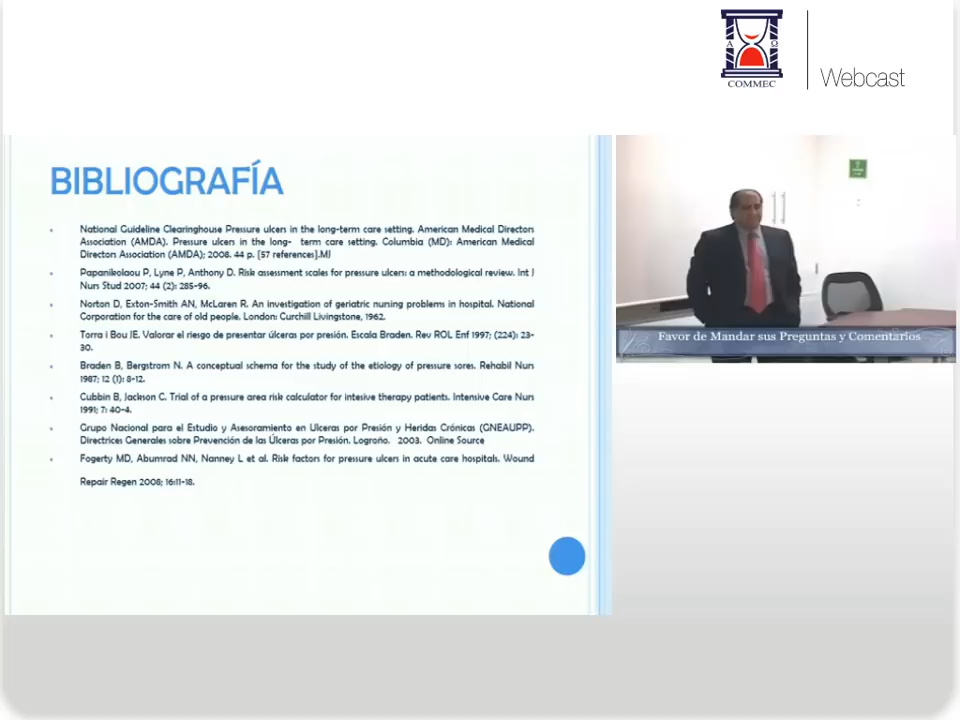 A Ω
COMMEC
Webcast
BIBLIOGRAFÍA
National Guideline Clearinghouse Pressure ulcers in the long-term care setting. American Medical Directors
Association (AMDA). Pressure ulcers in the long- term care setting. Columbia (MD): American Medical
Directors Association (AMDA); 2008. 44 p. [57 references].MJ
Papanikolaou P, Lyne P, Anthony D. Risk assessment scales for pressure ulcers: a methodological review. Int J
Nurs Stud 2007; 44 (2): 285-96.
Norton D, Exton-Smith AN, McLaren R. An investigation of geriatric nursing problems in hospital. National
Corporation for the care of old people. London: Curchill Livingstone, 1962.
Torra i Bou JE. Valorar el riesgo de presentar úlceras por presión. Escala Braden. Rev ROL Enf 1997; (224): 23-
30.
Braden B, Bergstrom N. A conceptual schema for the study of the etiology of pressure sores. Rehabil Nurs
1987; 12 (1): 8-12.
Cubbin B, Jackson C. Trial of a pressure area risk calculator for intesive therapy patients. Intensive Care Nurs
1991; 7: 40-4.
Grupo Nacional para el Estudio y Asesoramiento en Ulceras por Presión y Heridas Crónicas (GNEAUPP).
Directrices Generales sobre Prevención de las Úlceras por Presión. Logroño. 2003. Online Source
Fogerty MD, Abumrad NN, Nanney L et al. Risk factors for pressure ulcers in acute care hospitals. Wound
Repair Regen 2008; 16:11-18.
Favor de Mandar sus Preguntas y Comentarios